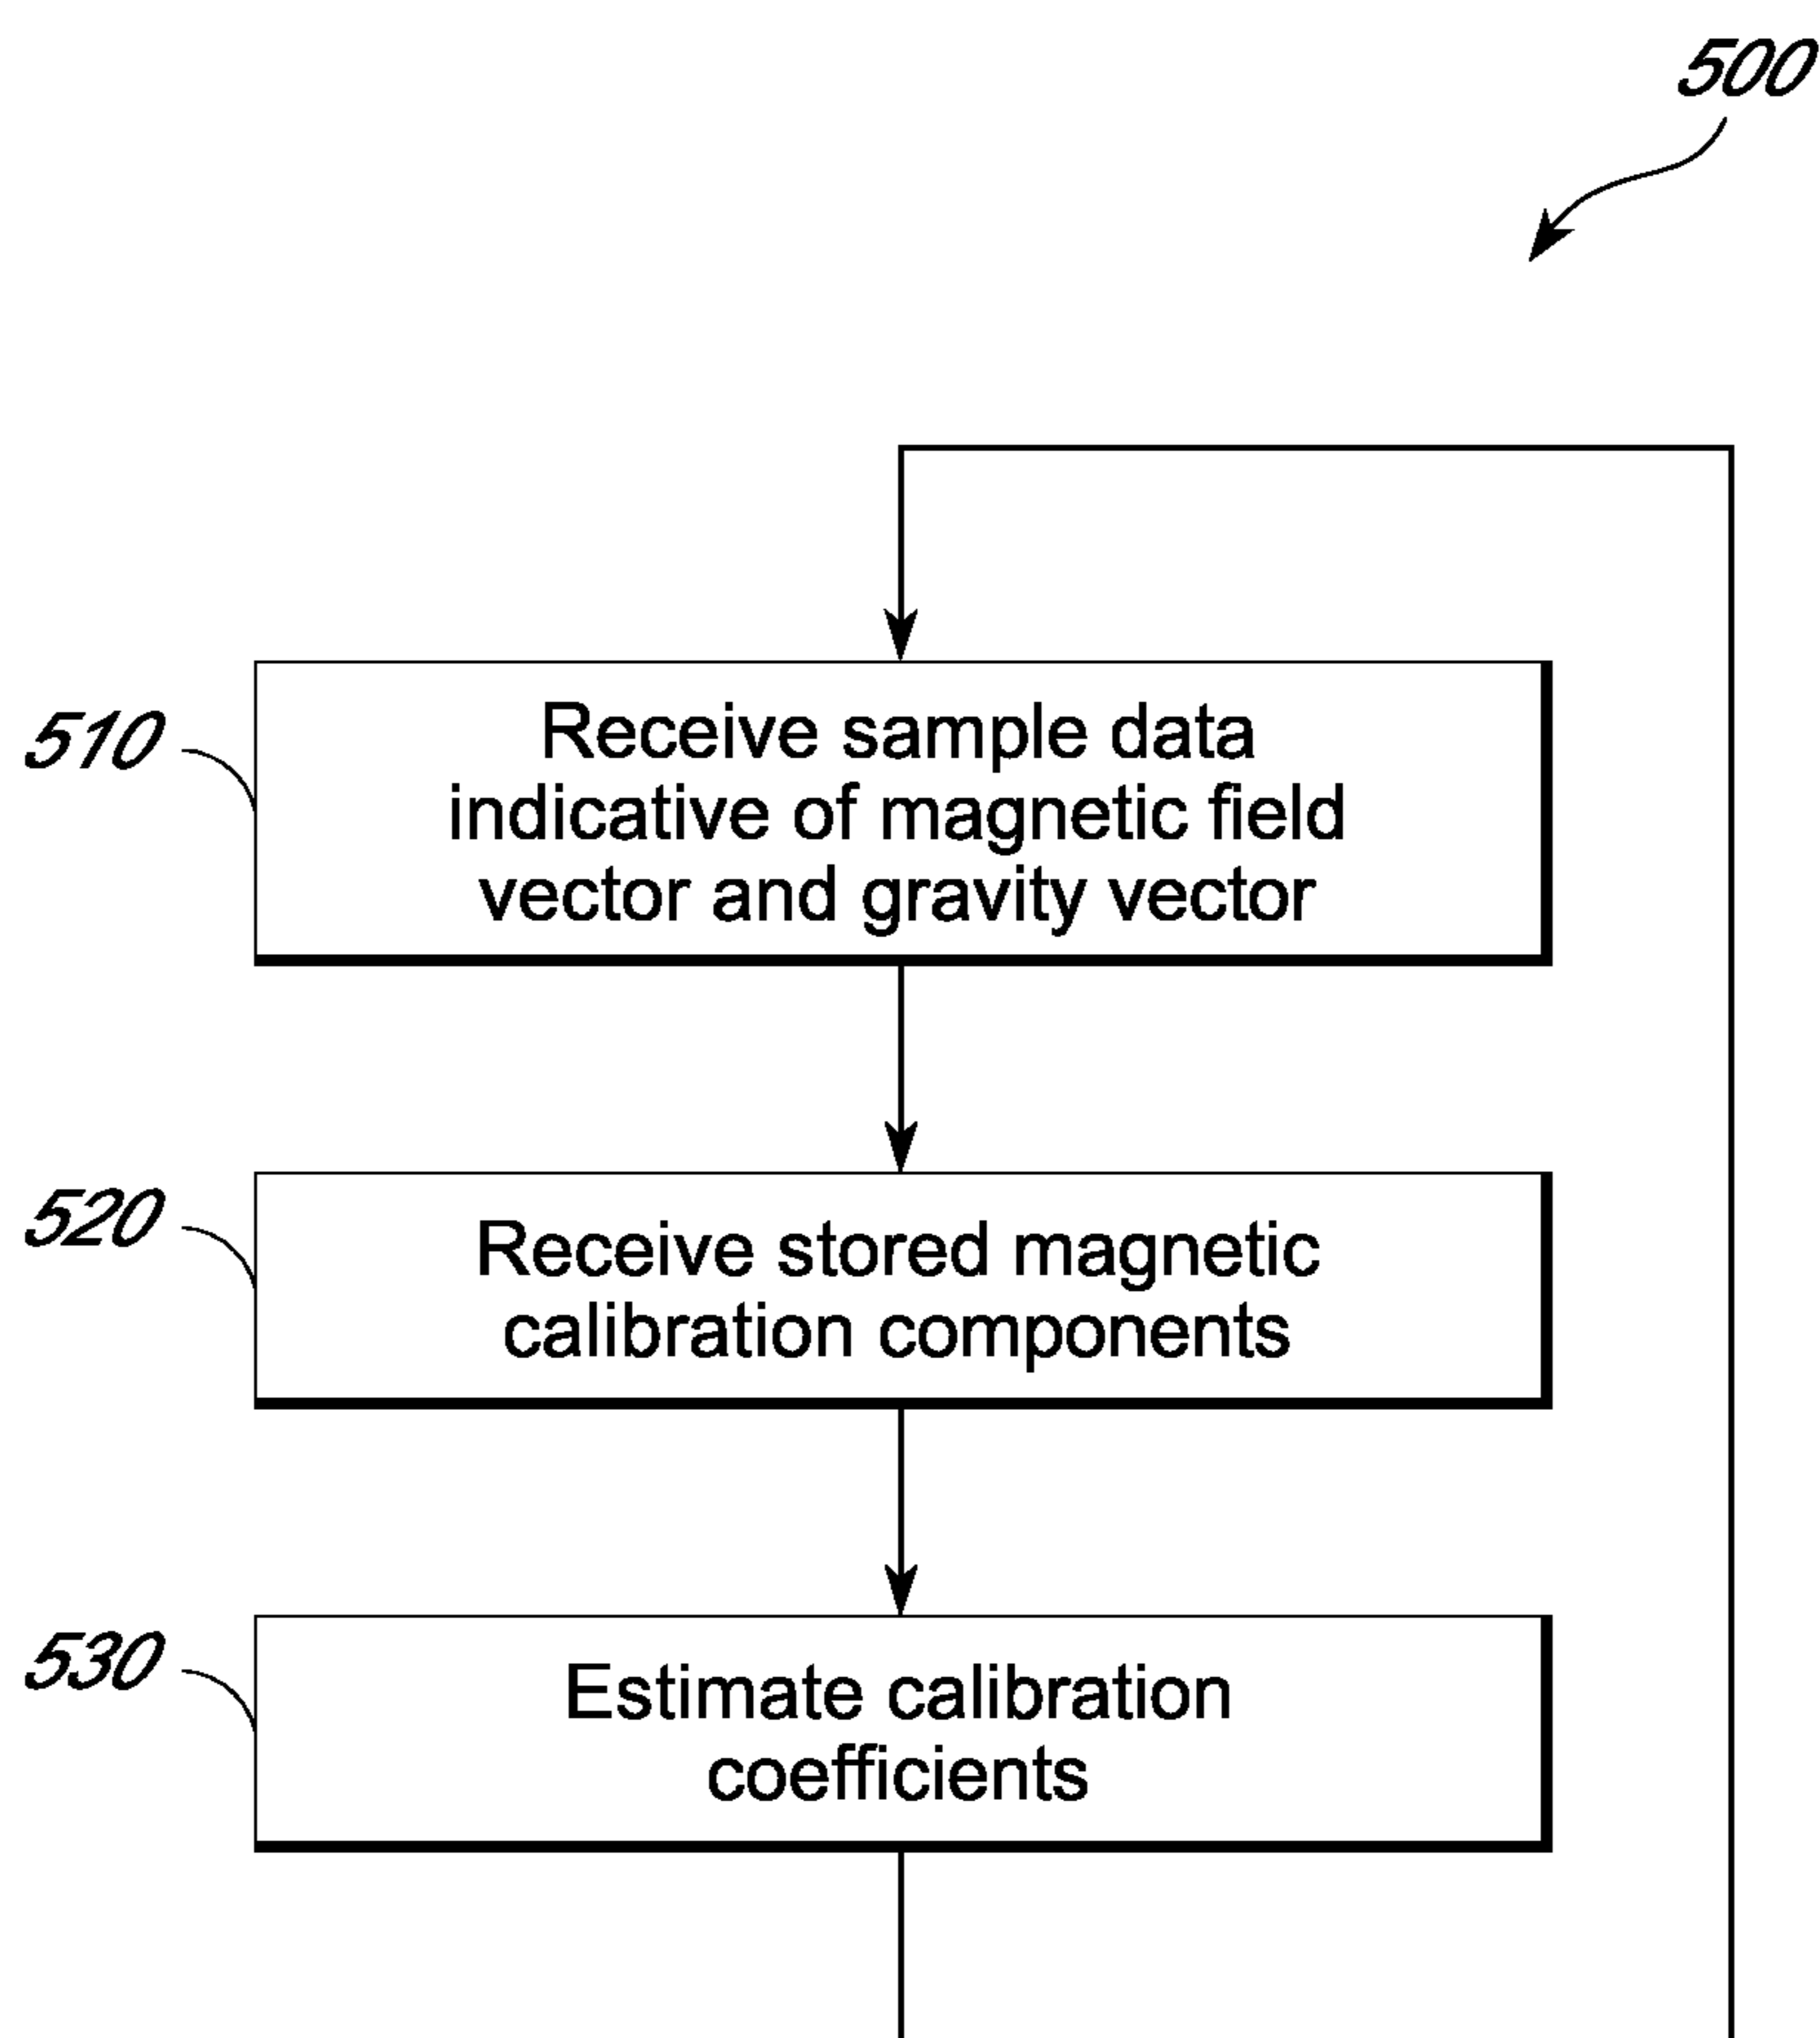 500
510
Receive sample data
indicative of magnetic field
vector and gravity vector
520
Receive stored magnetic
calibration components
530
Estimate calibration
coefficients